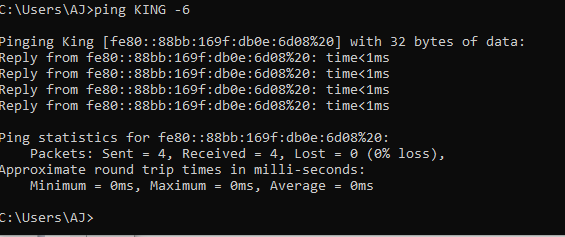 C:\Users\AJ>ping KING -6
Pinging King [fe80::88bb:169f:db0e:6d08%20] with 32 bytes of data:
Reply from fe80::88bb:169f:db0e:6d08%20: time<1ms
Reply from fe80::88bb:169f:db0e:6d08%20: time<1ms
Reply from fe80::88bb:169f:db0e:6d08%20: time<1ms
Reply from fe80::88bb:169f:db0e:6d08%20: time<1ms
Ping statistics for fe80::88bb:169f:db0e:6d08%20:
    Packets: Sent = 4, Received = 4, Lost = 0 (0% loss),
Approximate round trip times in milli-seconds:
    Minimum = 0ms, Maximum = 0ms, Average = 0ms
C:\Users\AJ>